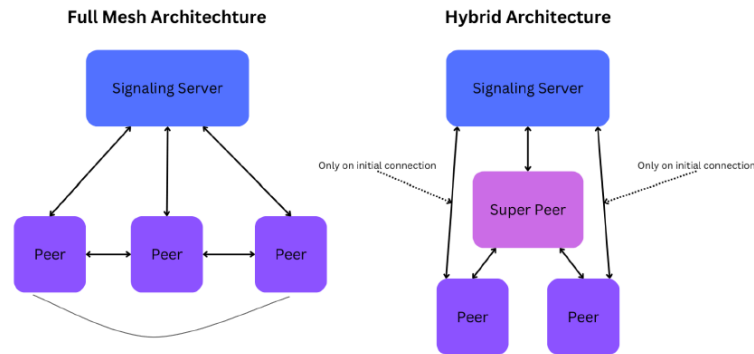 Full Mesh Architechture
Signaling Server
Peer
Peer
Peer
Hybrid Architecture
Signaling Server
Only on initial connection
Only on initial connection
Super Peer
Peer
Peer